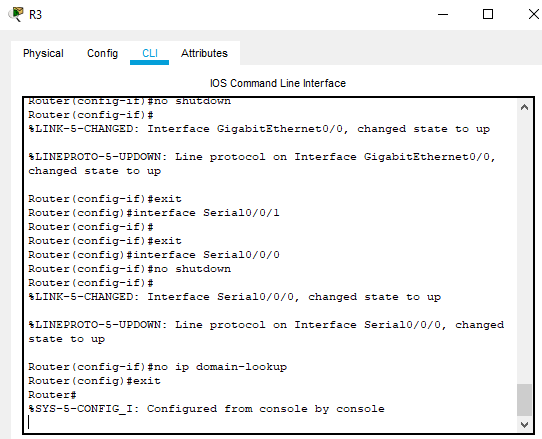 R3
Physical Config CLI Attributes
IOS Command Line Interface
Router(config-if)#no shutdown
Router(config-if)#
%LINK-5-CHANGED: Interface GigabitEthernet0/0, changed state to up
%LINEPROTO-5-UPDOWN: Line protocol on Interface GigabitEthernet0/0,
changed state to up
Router(config-if)#exit
Router(config)#interface Serial0/0/1
Router(config-if)#
Router(config-if)#exit
Router(config)#interface Serial0/0/0
Router(config-if)#no shutdown
Router(config-if)#
%LINK-5-CHANGED: Interface Serial0/0/0, changed state to up
%LINEPROTO-5-UPDOWN: Line protocol on Interface Serial0/0/0, changed
state to up
Router(config-if)#no ip domain-lookup
Router(config)#exit
Router#
%SYS-5-CONFIG_I: Configured from console by console